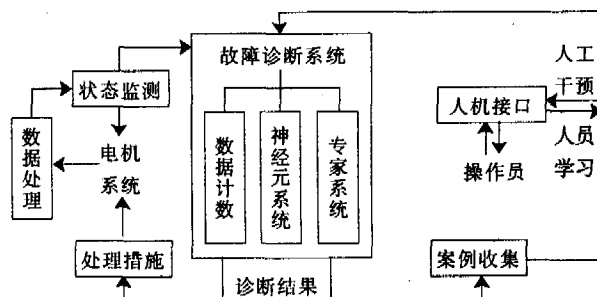 故障诊断系统
人工
干预
状态监测
人机接口
人员
学习
数据处理
电机
系统
数据计数
神经元系统
专家系统
操作员
处理措施
案例收集
诊断结果